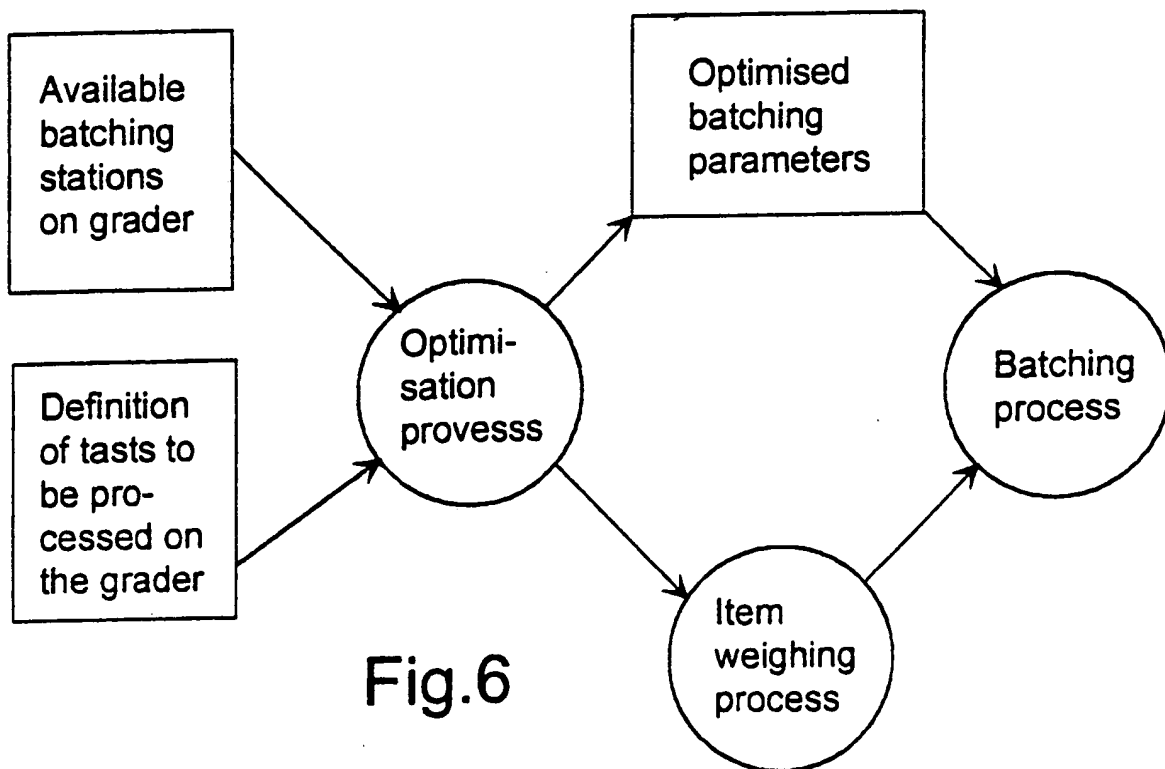 Available
batching
stations
on grader
Optimised
batching
parameters
Definition
of tasts to
be pro-
cessed on
the grader
Optimi-
sation
provesss
Batching
process
Item
weighing
process
Fig.6